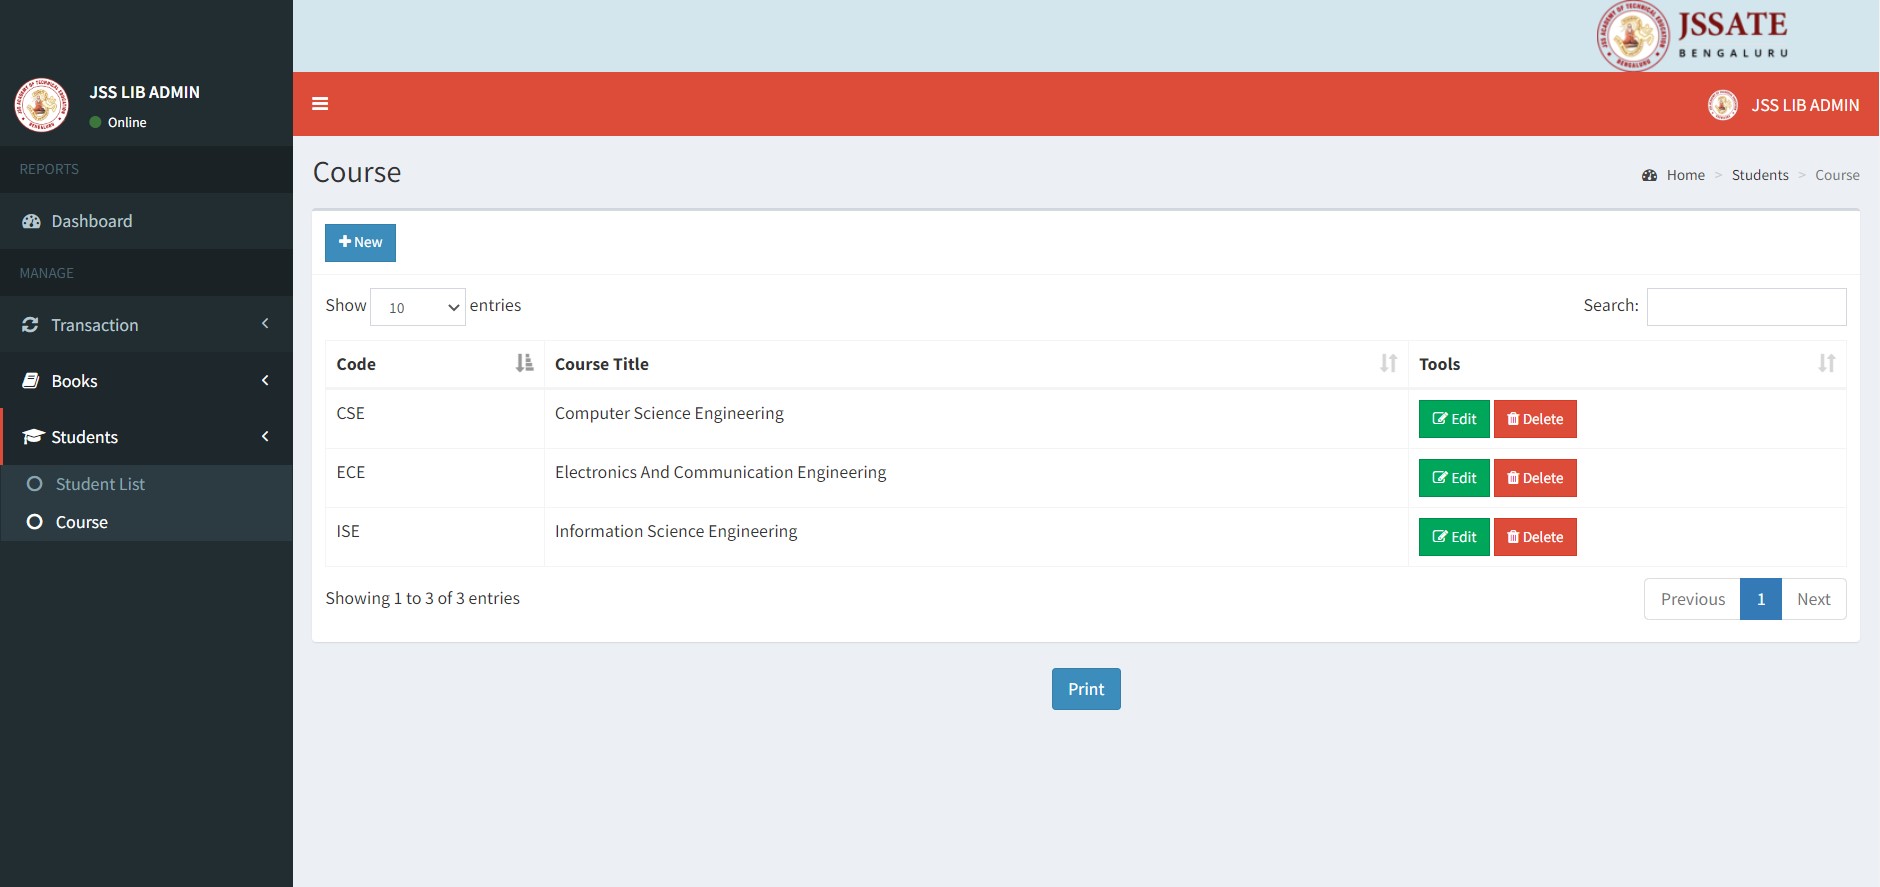 JSSATE
BENGALURU
JSS LIB ADMIN
Online
REPORTS
Dashboard
MANAGE
Transaction
Books
Students
Student List
Course
JSS LIB ADMIN
Course
Home > Students > Course
New
Show 10 entries
Search:
Code Course Title Tools
CSE Computer Science Engineering Edit Delete
ECE Electronics And Communication Engineering Edit Delete
ISE Information Science Engineering Edit Delete
Showing 1 to 3 of 3 entries
Previous 1 Next
Print